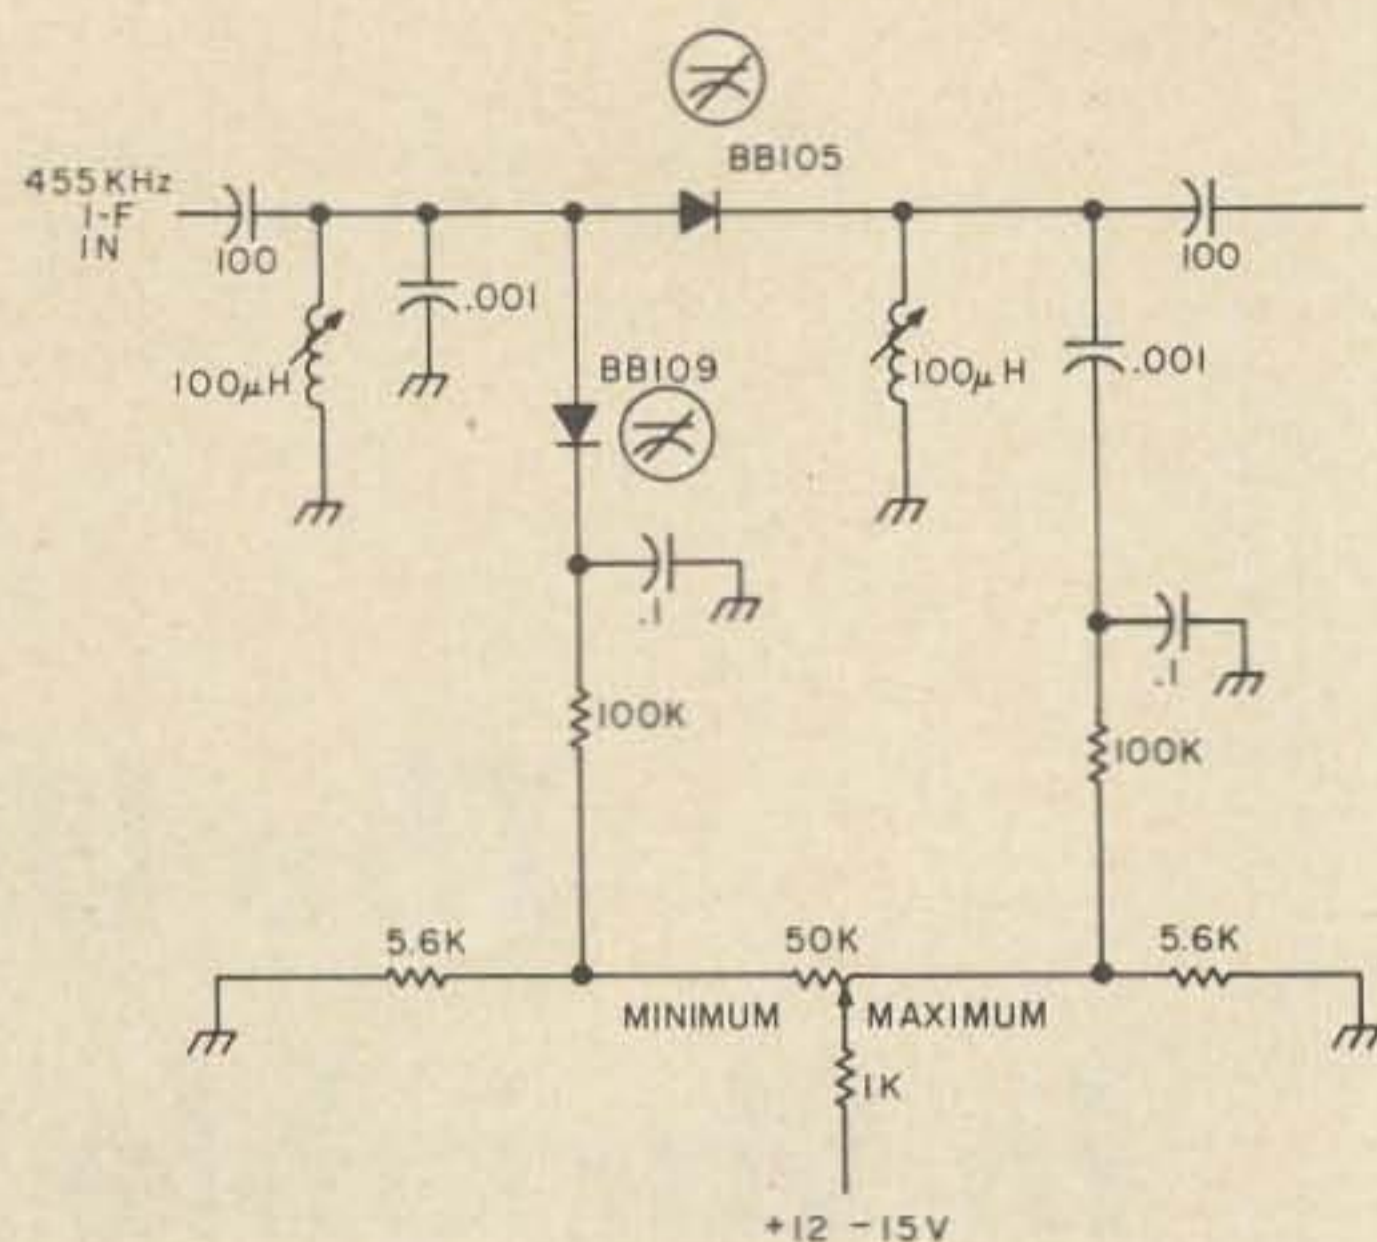 BB105
455KHz
I-F
IN
100
100
.001
BB109
100µH
100µH
.001
.1
.1
100K
100K
5.6K
50K
5.6K
MINIMUM
MAXIMUM
1K
+12 -15V